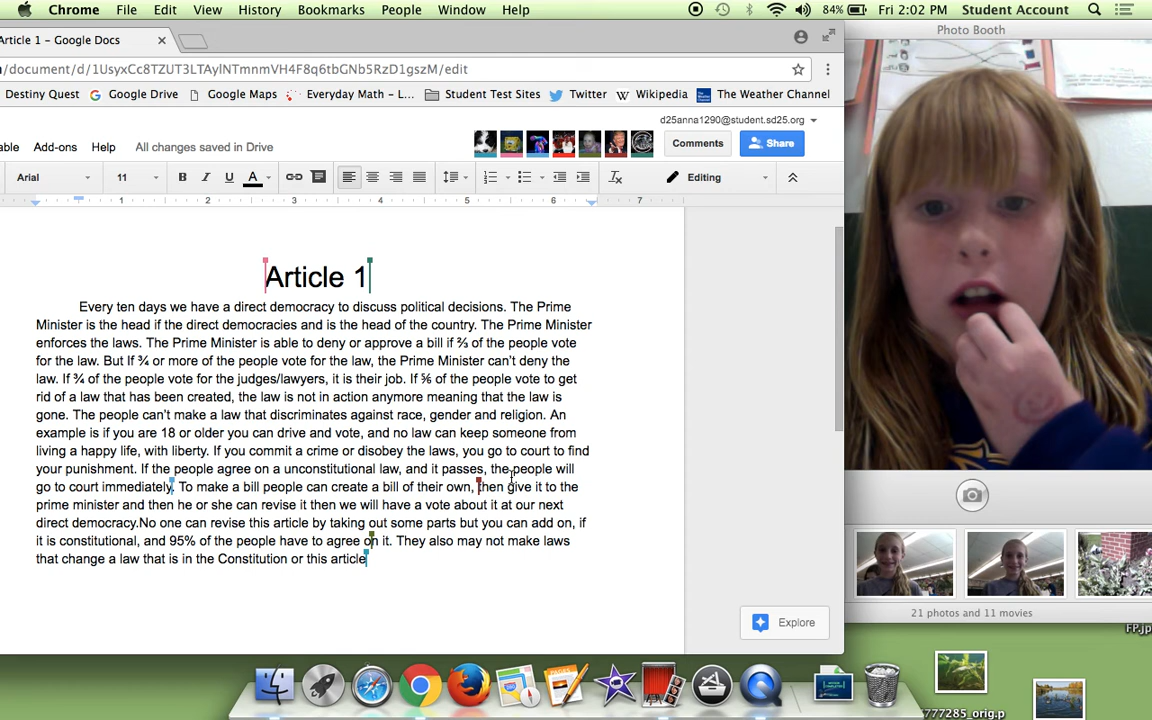 Chrome File Edit View History Bookmarks People Window Help 84% Fri 2:02 PM Student Account
Article 1 - Google Docs
Photo Booth
/document/d/1UsyxCc8TZUT3LTAylNTmnmVH4F8q6tbGNb5RzD1gszM/edit
Destiny Quest Google Drive Google Maps Everyday Math – L... Student Test Sites Twitter Wikipedia The Weather Channel
d25anna1290@student.sd25.org
able Add-ons Help All changes saved in Drive Comments Share
Arial 11 B I U A Editing
1 2 3 4 5 6 7
Article 1
Every ten days we have a direct democracy to discuss political decisions. The Prime
Minister is the head if the direct democracies and is the head of the country. The Prime Minister
enforces the laws. The Prime Minister is able to deny or approve a bill if ⅔ of the people vote
for the law. But If ¾ or more of the people vote for the law, the Prime Minister can't deny the
law. If ¾ of the people vote for the judges/lawyers, it is their job. If ⅚ of the people vote to get
rid of a law that has been created, the law is not in action anymore meaning that the law is
gone. The people can't make a law that discriminates against race, gender and religion. An
example is if you are 18 or older you can drive and vote, and no law can keep someone from
living a happy life, with liberty. If you commit a crime or disobey the laws, you go to court to find
your punishment. If the people agree on a unconstitutional law, and it passes, the people will
go to court immediately. To make a bill people can create a bill of their own, then give it to the
prime minister and then he or she can revise it then we will have a vote about it at our next
direct democracy.No one can revise this article by taking out some parts but you can add on, if
it is constitutional, and 95% of the people have to agree on it. They also may not make laws
that change a law that is in the Constitution or this article
Explore
21 photos and 11 movies
FP.jp
777285_orig.p